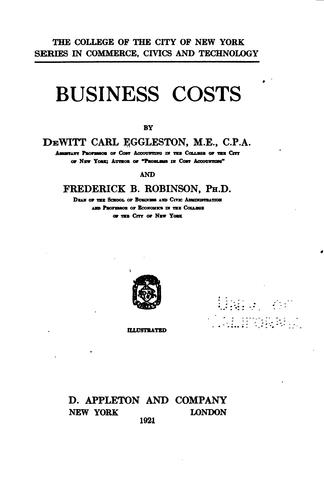 THE COLLEGE OF THE CITY OF NEW YORK
SERIES IN COMMERCE, CIVICS AND TECHNOLOGY
BUSINESS COSTS
BY
DEWITT CARL EGGLESTON, M.E., C.P.A.
ASSISTANT PROFESSOR OF COST ACCOUNTING IN THE COLLEGE OF THE CITY
OF NEW YORK; AUTHOR OF "PROBLEMS IN COST ACCOUNTING"
AND
FREDERICK B. ROBINSON, PH.D.
DEAN OF THE SCHOOL OF BUSINESS AND CIVIC ADMINISTRATION
AND PROFESSOR OF ECONOMICS IN THE COLLEGE
OF THE CITY OF NEW YORK
UNIV. OF
CALIFORNIA
ILLUSTRATED
D. APPLETON AND COMPANY
NEW YORK LONDON
1921